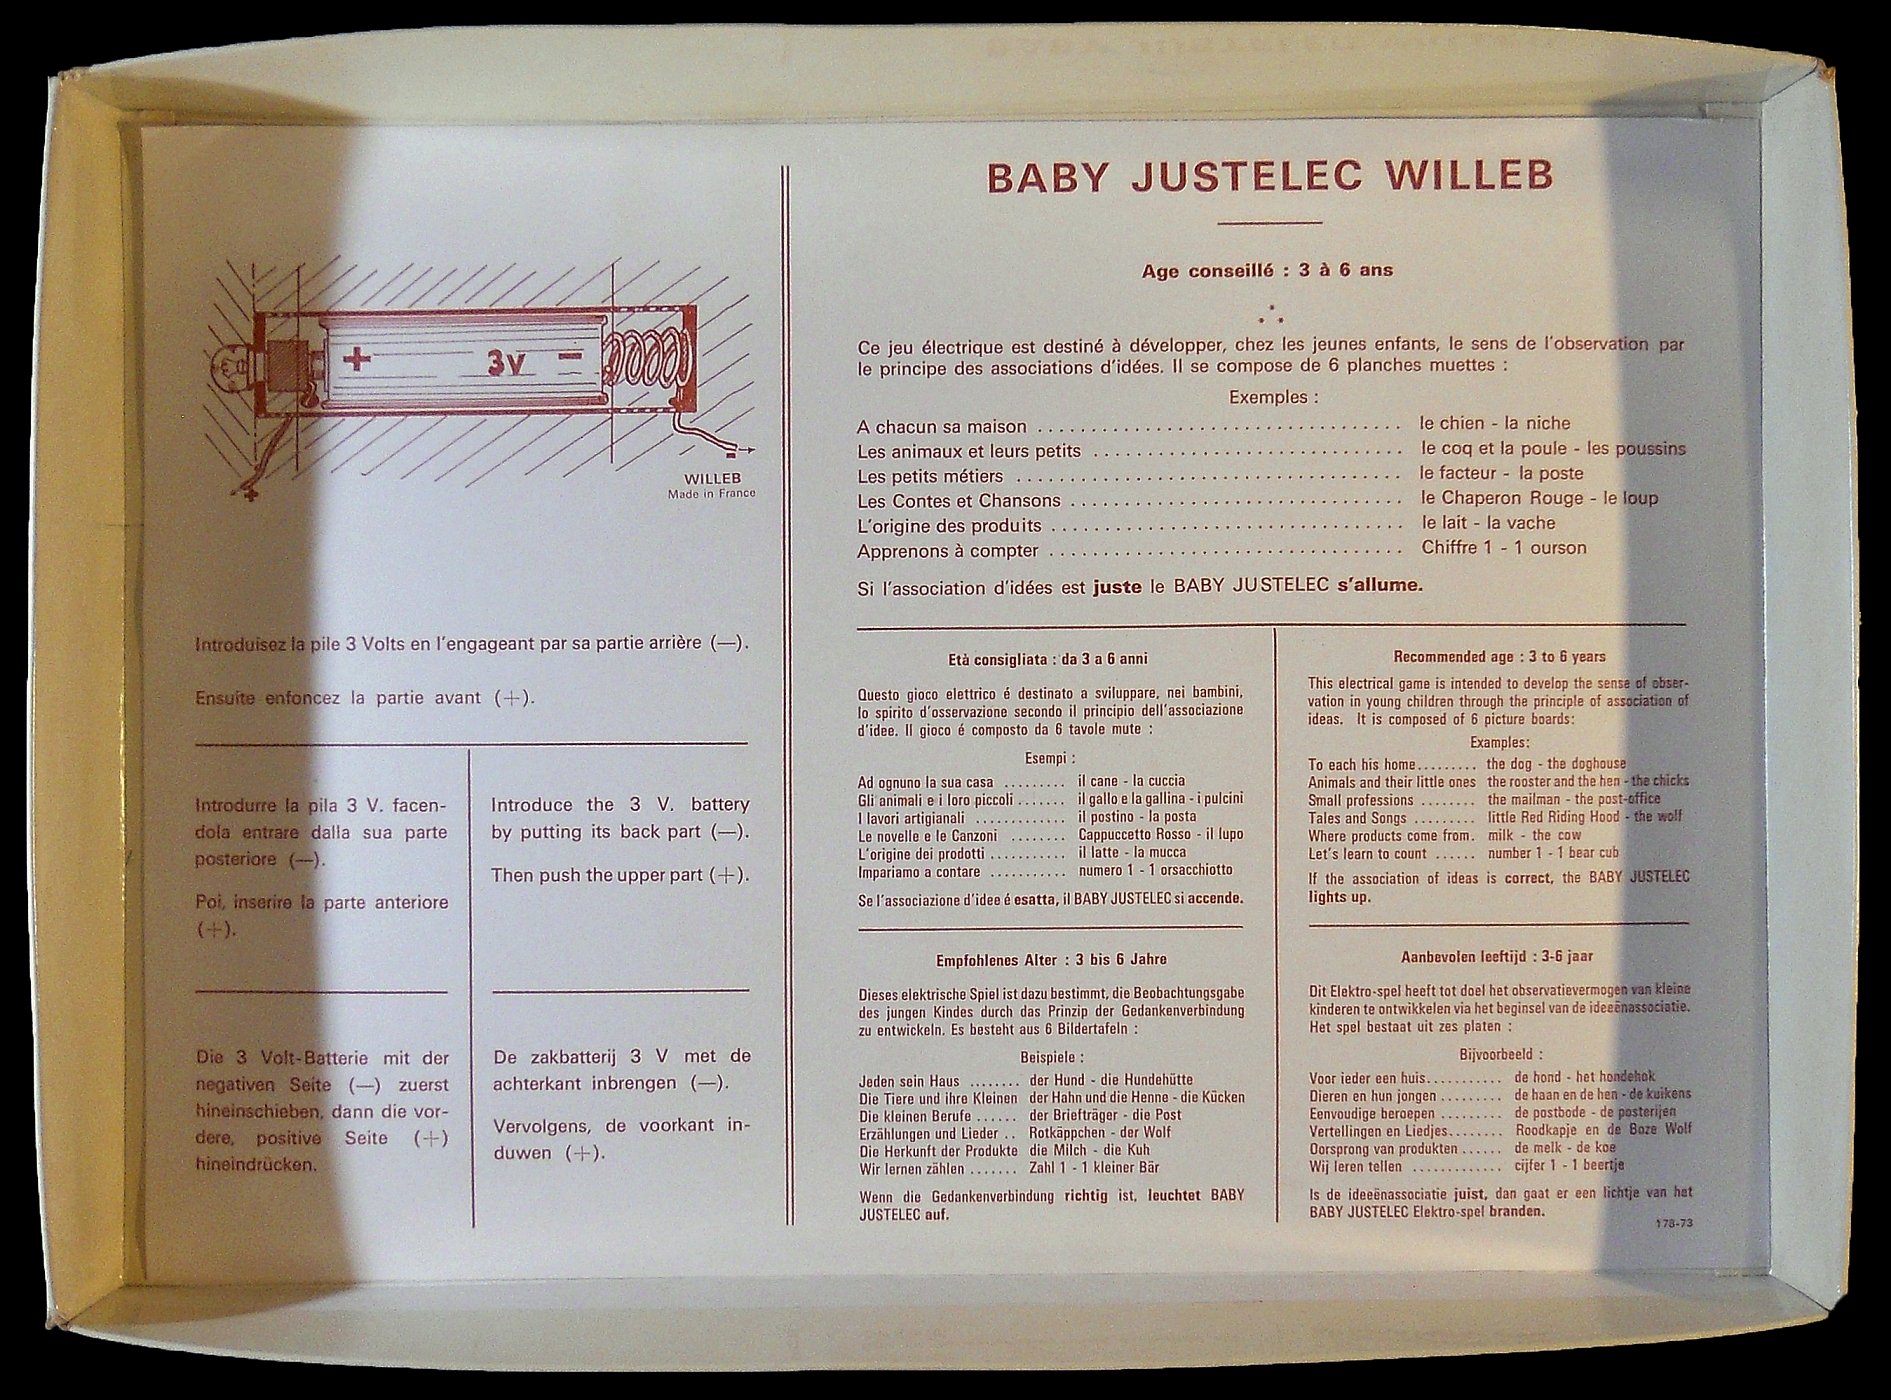 + 3v −
+
−
WILLEB
Made in France
Introduisez la pile 3 Volts en l'engageant par sa partie arrière (—).
Ensuite enfoncez la partie avant (+).
Introdurre la pila 3 V. facen-
dola entrare dalla sua parte
posteriore (—).
Poi, inserire la parte anteriore
(+).
Introduce the 3 V. battery
by putting its back part (—).
Then push the upper part (+).
Die 3 Volt-Batterie mit der
negativen Seite (—) zuerst
hineinschieben, dann die vor-
dere, positive Seite (+)
hineindrücken.
De zakbatterij 3 V met de
achterkant inbrengen (—).
Vervolgens, de voorkant in-
duwen (+).
BABY JUSTELEC WILLEB
Age conseillé : 3 à 6 ans
Ce jeu électrique est destiné à développer, chez les jeunes enfants, le sens de l'observation par
le principe des associations d'idées. Il se compose de 6 planches muettes :
Exemples :
A chacun sa maison .................................. le chien - la niche
Les animaux et leurs petits ............................. le coq et la poule - les poussins
Les petits métiers .................................... le facteur - la poste
Les Contes et Chansons ............................... le Chaperon Rouge - le loup
L'origine des produits ................................. le lait - la vache
Apprenons à compter ................................. Chiffre 1 - 1 ourson
Si l'association d'idées est juste le BABY JUSTELEC s'allume.
Età consigliata : da 3 a 6 anni
Questo gioco elettrico é destinato a sviluppare, nei bambini,
lo spirito d'osservazione secondo il principio dell'associazione
d'idee. Il gioco é composto da 6 tavole mute :
Esempi :
Ad ognuno la sua casa ......... il cane - la cuccia
Gli animali e i loro piccoli ....... il gallo e la gallina - i pulcini
I lavori artigianali ............ il postino - la posta
Le novelle e le Canzoni ........ Cappuccetto Rosso - il lupo
L'origine dei prodotti ........... il latte - la mucca
Impariamo a contare ........... numero 1 - 1 orsacchiotto
Se l'associazione d'idee é esatta, il BABY JUSTELEC si accende.
Recommended age : 3 to 6 years
This electrical game is intended to develop the sense of obser-
vation in young children through the principle of association of
ideas. It is composed of 6 picture boards:
Examples:
To each his home......... the dog - the doghouse
Animals and their little ones the rooster and the hen - the chicks
Small professions ........ the mailman - the post-office
Tales and Songs ......... little Red Riding Hood - the wolf
Where products come from. milk - the cow
Let's learn to count ...... number 1 - 1 bear cub
If the association of ideas is correct, the BABY JUSTELEC
lights up.
Empfohlenes Alter : 3 bis 6 Jahre
Dieses elektrische Spiel ist dazu bestimmt, die Beobachtungsgabe
des jungen Kindes durch das Prinzip der Gedankenverbindung
zu entwickeln. Es besteht aus 6 Bildertafeln :
Beispiele :
Jeden sein Haus ........ der Hund - die Hundehütte
Die Tiere und ihre Kleinen der Hahn und die Henne - die Kücken
Die kleinen Berufe ...... der Briefträger - die Post
Erzählungen und Lieder .. Rotkäppchen - der Wolf
Die Herkunft der Produkte die Milch - die Kuh
Wir lernen zählen ....... Zahl 1 - 1 kleiner Bär
Wenn die Gedankenverbindung richtig ist, leuchtet BABY
JUSTELEC auf.
Aanbevolen leeftijd : 3-6 jaar
Dit Elektro-spel heeft tot doel het observatievermogen van kleine
kinderen te ontwikkelen via het beginsel van de ideeënassociatie.
Het spel bestaat uit zes platen :
Bijvoorbeeld :
Voor ieder een huis........... de hond - het hondehok
Dieren en hun jongen ......... de haan en de hen - de kuikens
Eenvoudige beroepen ......... de postbode - de posterijen
Vertellingen en Liedjes........ Roodkapje en de Boze Wolf
Oorsprong van produkten ...... de melk - de koe
Wij leren tellen ............ cijfer 1 - 1 beertje
Is de ideeënassociatie juist, dan gaat er een lichtje van het
BABY JUSTELEC Elektro-spel branden.
178-73